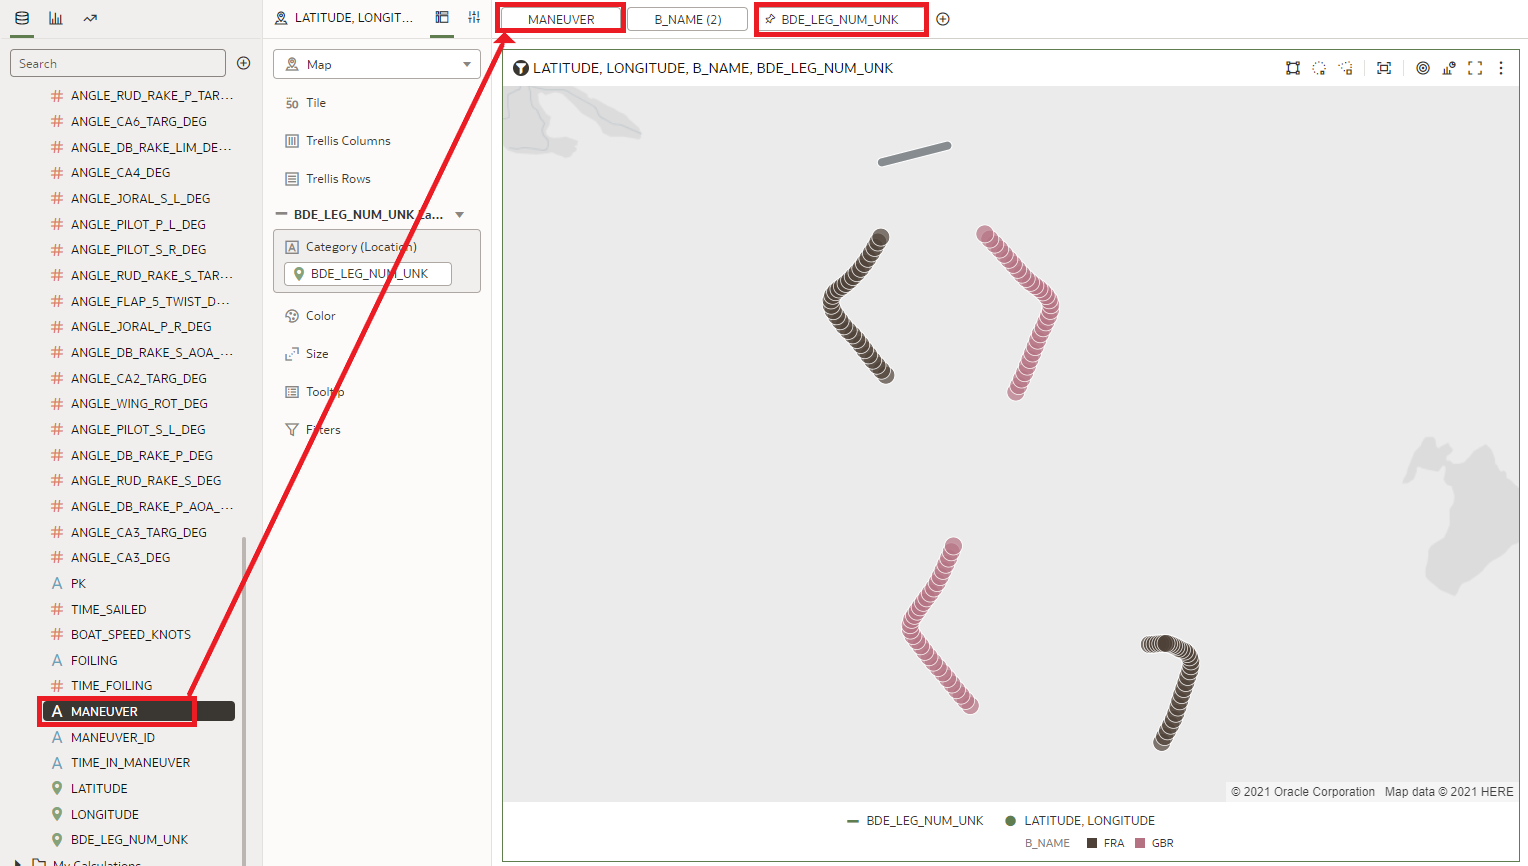 Search
ANGLE_RUD_RAKE_P_TAR...
ANGLE_CA6_TARG_DEG
ANGLE_DB_RAKE_LIM_DE...
ANGLE_CA4_DEG
ANGLE_JORAL_S_L_DEG
ANGLE_PILOT_P_L_DEG
ANGLE_PILOT_S_R_DEG
ANGLE_RUD_RAKE_S_TAR...
ANGLE_FLAP_5_TWIST_D...
ANGLE_JORAL_P_R_DEG
ANGLE_DB_RAKE_S_AOA_...
ANGLE_CA2_TARG_DEG
ANGLE_WING_ROT_DEG
ANGLE_PILOT_S_L_DEG
ANGLE_DB_RAKE_P_DEG
ANGLE_RUD_RAKE_S_DEG
ANGLE_DB_RAKE_P_AOA_...
ANGLE_CA3_TARG_DEG
ANGLE_CA3_DEG
A PK
TIME_SAILED
BOAT_SPEED_KNOTS
A FOILING
TIME_FOILING
A MANEUVER
A MANEUVER_ID
A TIME_IN_MANEUVER
LATITUDE
LONGITUDE
BDE_LEG_NUM_UNK
My Calculations
LATITUDE, LONGIT...
Map
50 Tile
Trellis Columns
Trellis Rows
BDE_LEG_NUM_UNK La...
A Category (Location)
BDE_LEG_NUM_UNK
Color
Size
Tooltip
Filters
MANEUVER
B_NAME (2)
BDE_LEG_NUM_UNK
LATITUDE, LONGITUDE, B_NAME, BDE_LEG_NUM_UNK
© 2021 Oracle Corporation Map data © 2021 HERE
BDE_LEG_NUM_UNK LATITUDE, LONGITUDE
B_NAME FRA GBR